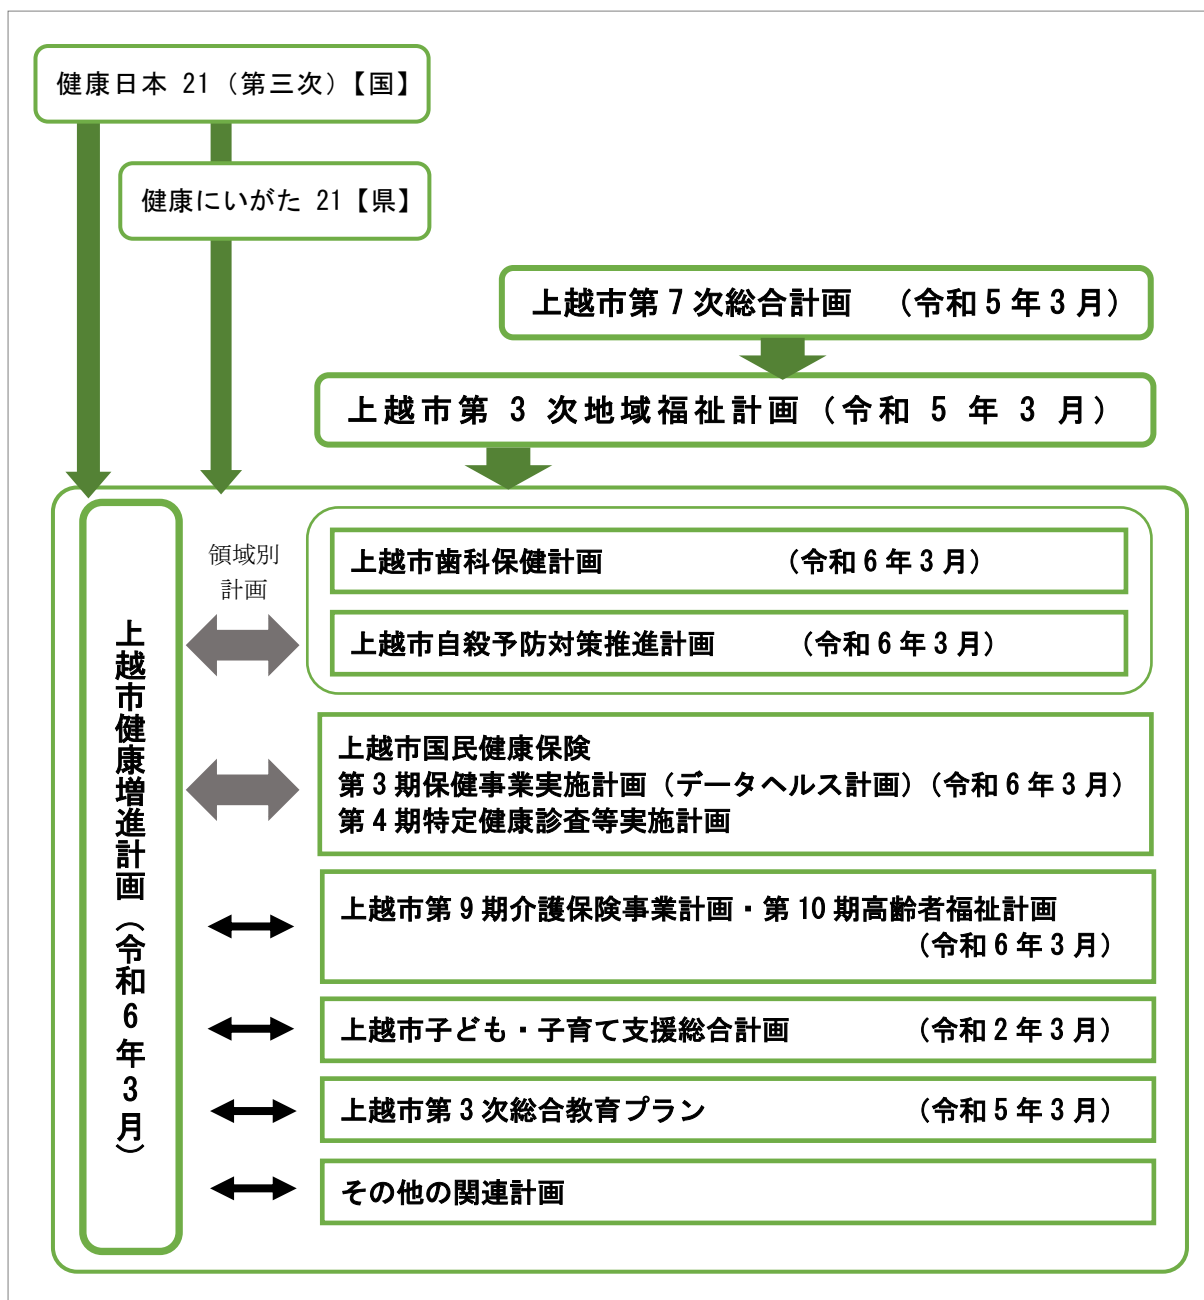 健康日本 21（第三次）【国】
健康にいがた 21【県】
上越市第７次総合計画　（令和５年３月）
上越市第 3 次地域福祉計画（令和 5 年 3 月）
領域別
計画
上越市健康増進計画（令和６年３月）
上越市歯科保健計画　（令和６年３月）
上越市自殺予防対策推進計画　（令和６年３月）
上越市国民健康保険
第３期保健事業実施計画（データヘルス計画）（令和６年３月）
第４期特定健康診査等実施計画
上越市第９期介護保険事業計画・第 10 期高齢者福祉計画
（令和６年３月）
上越市子ども・子育て支援総合計画　（令和２年３月）
上越市第３次総合教育プラン　（令和５年３月）
その他の関連計画